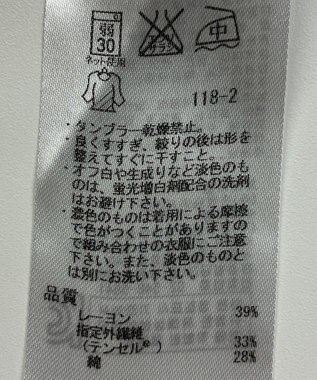 弱
30
ネット使用
エンソ
サラシ
中
118-2
・タンブラー乾燥禁止。
・良くすすぎ、絞りの後は形を
整えてすぐに干すこと。
・オフ白や生成りなど淡色のも
のは、蛍光増白剤配合の洗剤
はお避け下さい。
・濃色のものは着用による摩擦
で色がつくことがありますの
で組み合わせの衣服にご注意
下さい。また、淡色のものと
は別にお洗い下さい。
品質
レーヨン 39%
指定外繊維
(テンセル®) 33%
綿 28%